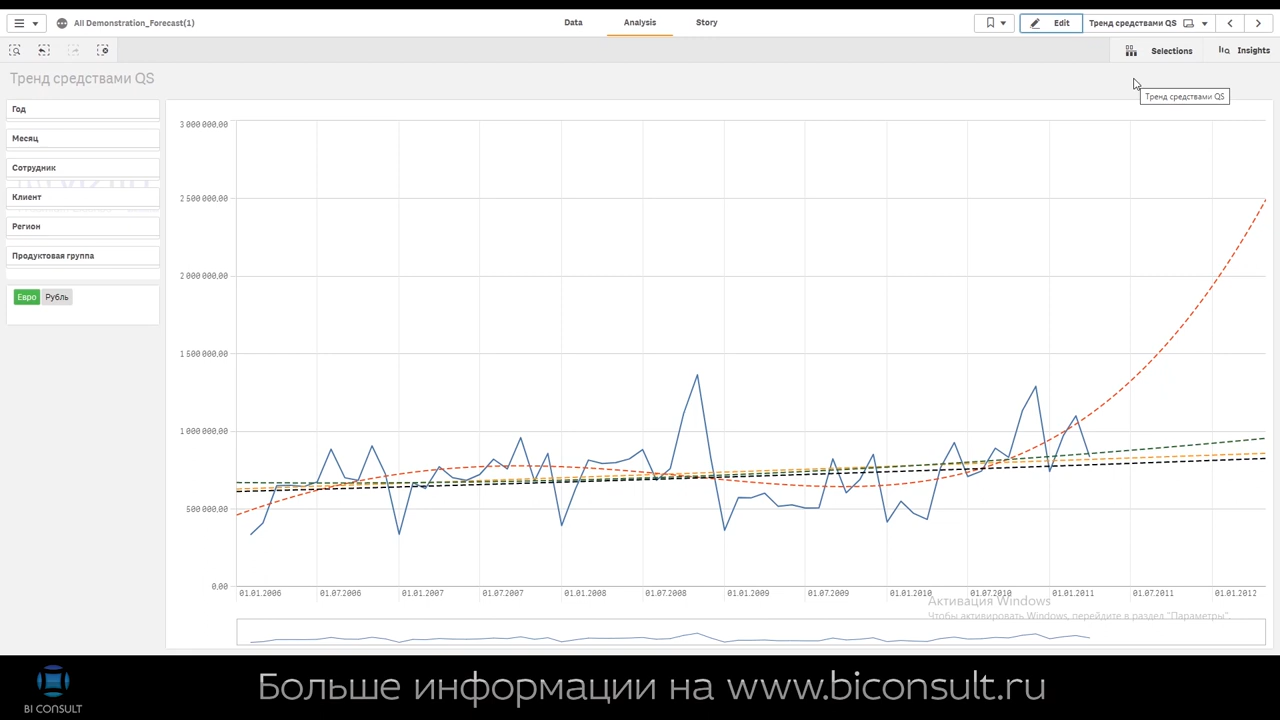 All Demonstration_Forecast(1)
Data
Analysis
Story
Edit
Тренд средствами QS
Selections
Insights
Тренд средствами QS
Тренд средствами QS
Год
Месяц
Сотрудник
Клиент
Регион
Продуктовая группа
Евро Рубль
3 000 000,00
2 500 000,00
2 000 000,00
1 500 000,00
1 000 000,00
500 000,00
0,00
01.01.2006 01.07.2006 01.01.2007 01.07.2007 01.01.2008 01.07.2008 01.01.2009 01.07.2009 01.01.2010 01.07.2010 01.01.2011 01.07.2011 01.01.2012
Активация Windows
Чтобы активировать Windows, перейдите в раздел "Параметры".
Больше информации на www.biconsult.ru
BI CONSULT